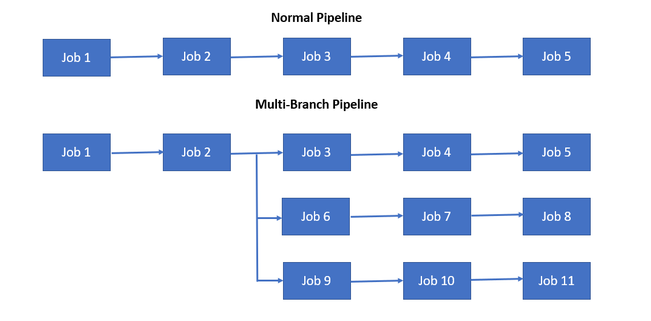 Normal Pipeline
Job 1 Job 2 Job 3 Job 4 Job 5
Multi-Branch Pipeline
Job 1 Job 2 Job 3 Job 4 Job 5
Job 6 Job 7 Job 8
Job 9 Job 10 Job 11